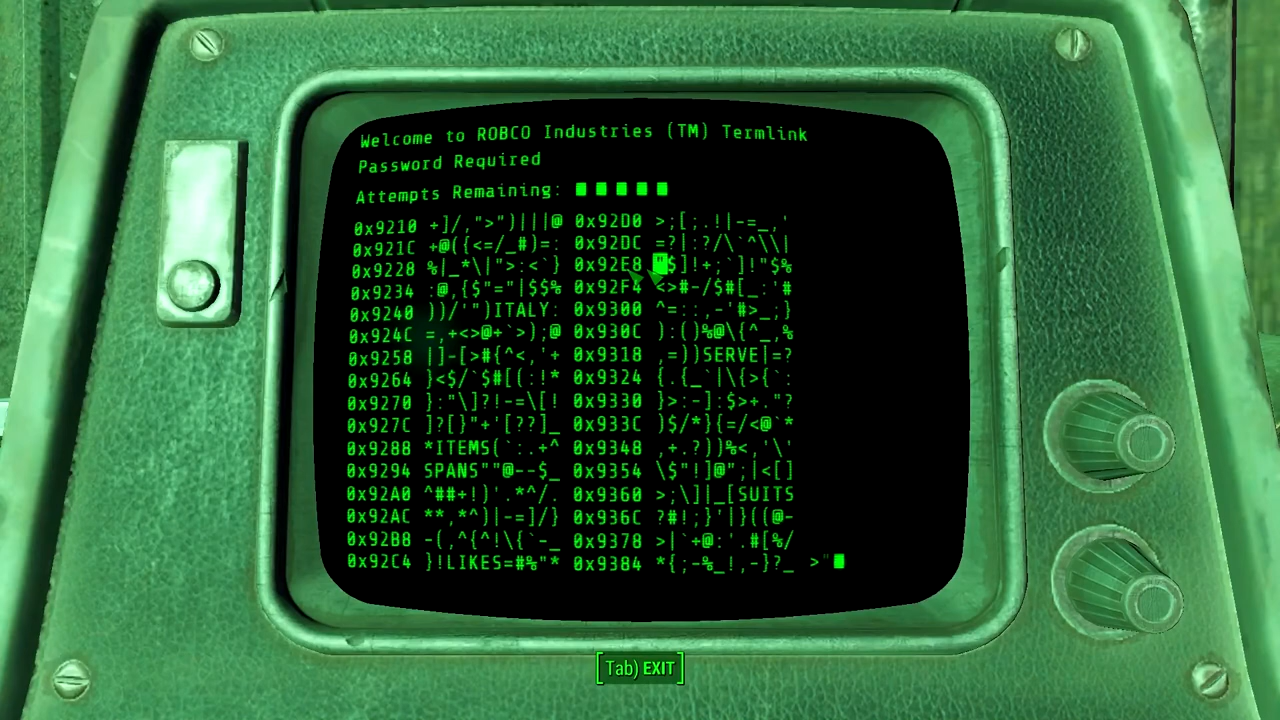 Welcome to ROBCO Industries (TM) Termlink
Password Required
Attempts Remaining: ■ ■ ■ ■ ■
0x9210 +]/,">")|||@ 0x92D0 >;[;.!|-=_,'
0x921C +@({<=/_#)=: 0x92DC =?|:?/\`^\\|
0x9228 %|_*\|">:<`} 0x92E8 "$]!+;`]!"$%
0x9234 :@,{$"="|$$% 0x92F4 <>#-/$#[_:'#
0x9240 ))/'")ITALY: 0x9300 ^=::,-'#>_;}
0x924C =,+<>@+`>);@ 0x930C ):()%@\{^_,%
0x9258 |]-[>#{^<,'+ 0x9318 ,=))SERVE|=?
0x9264 }<$/`$#[(:!* 0x9324 {.{_`|\{>{`:
0x9270 }:"\]?!-=\[! 0x9330 }>:-]:$>+."?
0x927C ]?[}"+'[??]_ 0x933C )$/*}{=/<@`*
0x9288 *ITEMS(`:.+^ 0x9348 ,+.?))%<,'\'
0x9294 SPANS""@--$_ 0x9354 \$"!]@";|<[]
0x92A0 ^##+!)'.*^/. 0x9360 >;\]|_[SUITS
0x92AC **,*^)|-=]/} 0x936C ?#!;}'|}((@-
0x92B8 -(,^{^!\{`-_ 0x9378 >|`+@:'.#[%/
0x92C4 }!LIKES=#%"* 0x9384 *{;-%_!,-}?_ >"■
[Tab) EXIT]